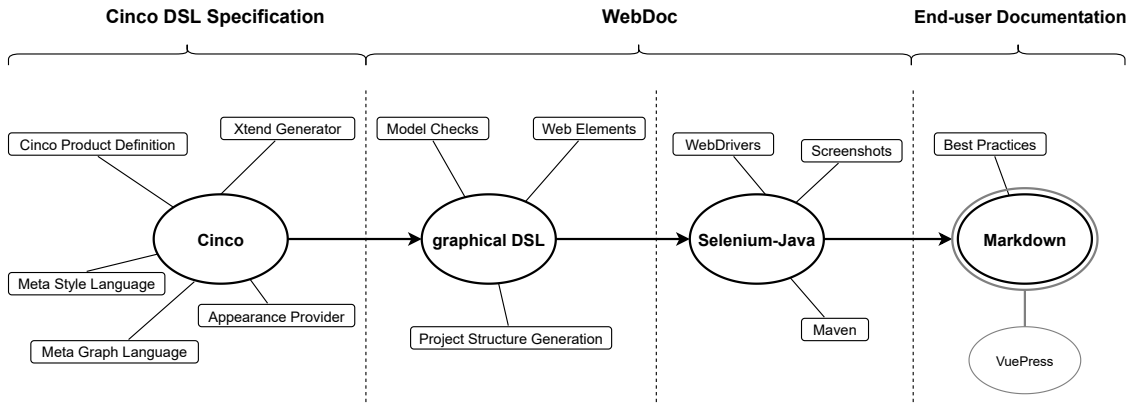 Cinco DSL Specification
WebDoc
End-user Documentation
Cinco Product Definition
Xtend Generator
Cinco
Meta Style Language
Appearance Provider
Meta Graph Language
Model Checks
Web Elements
graphical DSL
Project Structure Generation
WebDrivers
Screenshots
Selenium-Java
Maven
Best Practices
Markdown
VuePress